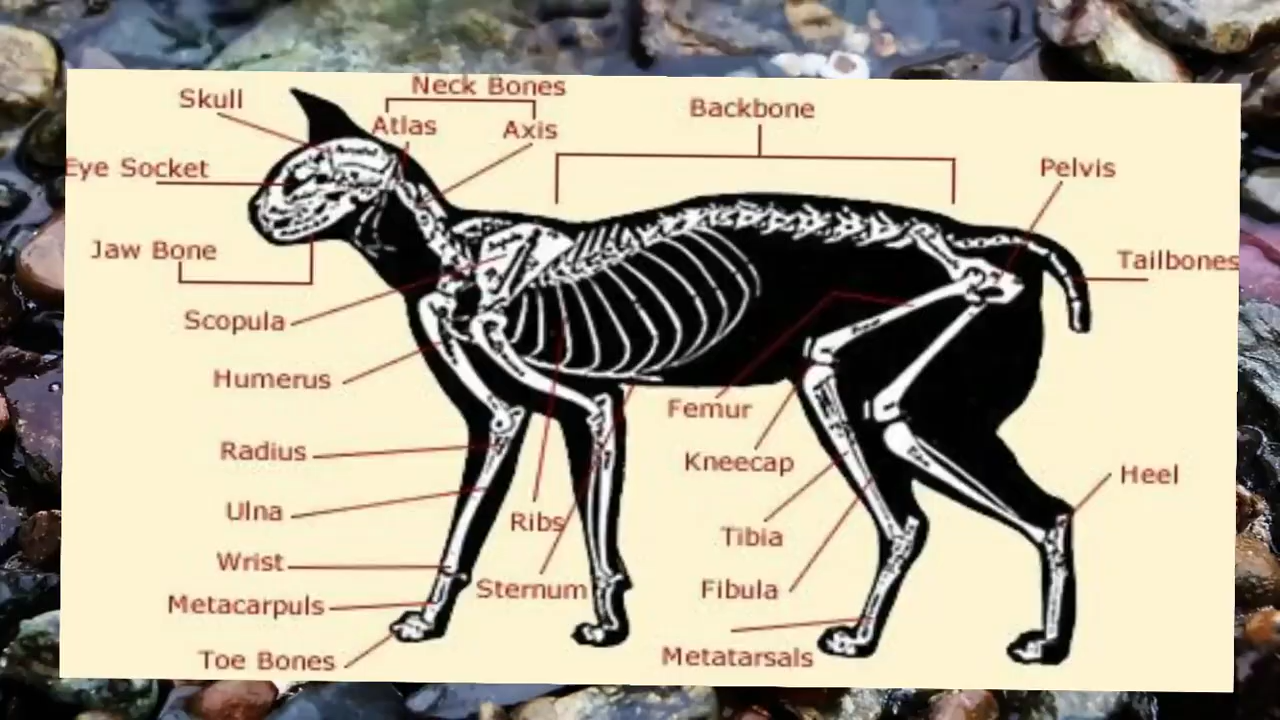 Neck Bones
Skull
Backbone
Atlas
Axis
Eye Socket
Pelvis
Jaw Bone
Tailbones
Scopula
Humerus
Femur
Radius
Kneecap
Heel
Ulna
Ribs
Tibia
Wrist
Sternum
Fibula
Metacarpuls
Toe Bones
Metatarsals